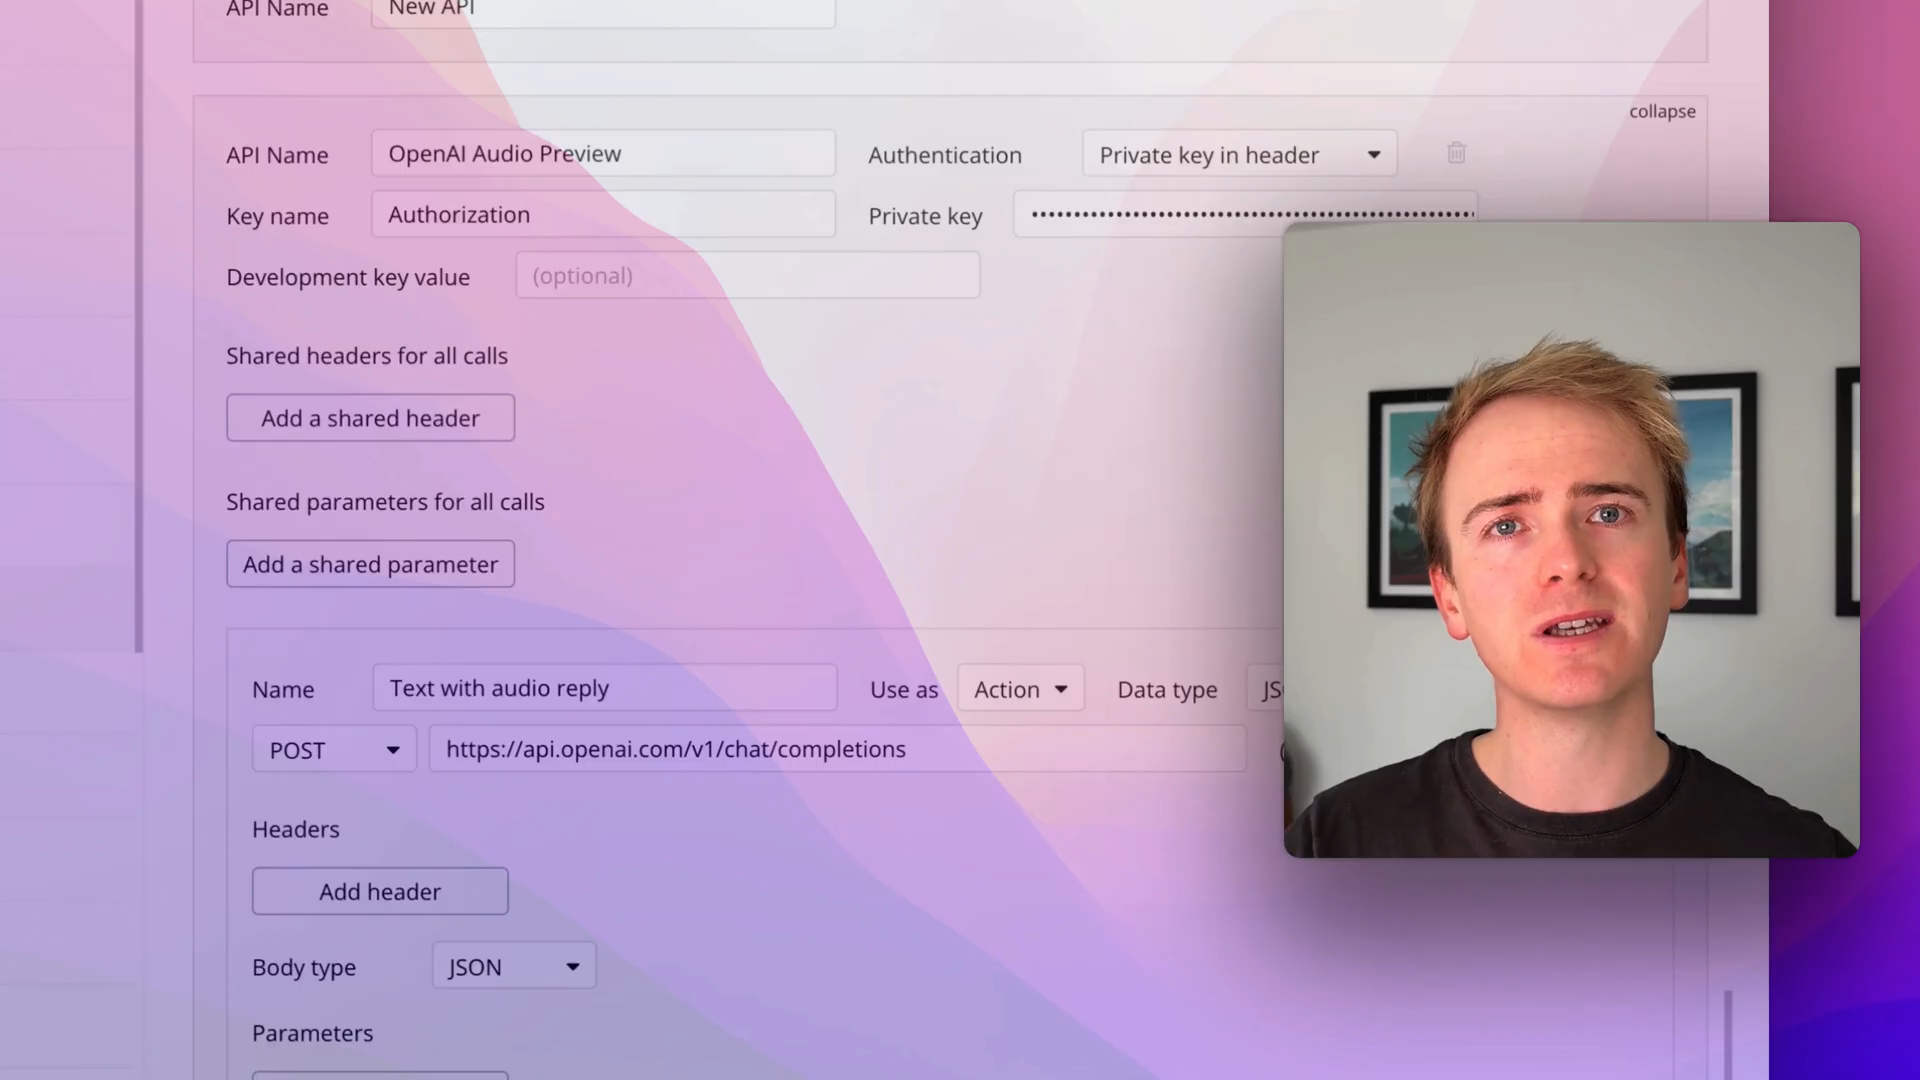 API Name New API
collapse
API Name OpenAI Audio Preview Authentication Private key in header
Key name Authorization Private key
Development key value (optional)
Shared headers for all calls
Add a shared header
Shared parameters for all calls
Add a shared parameter
Name Text with audio reply Use as Action Data type
POST https://api.openai.com/v1/chat/completions
Headers
Add header
Body type JSON
Parameters